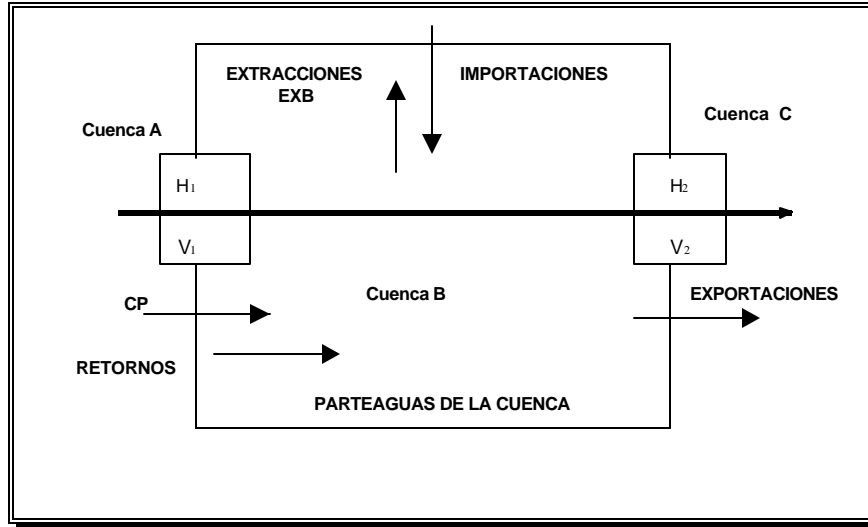 EXTRACCIONES
EXB
IMPORTACIONES
Cuenca A
Cuenca C
H1
H2
V1
V2
CP
Cuenca B
EXPORTACIONES
RETORNOS
PARTEAGUAS DE LA CUENCA